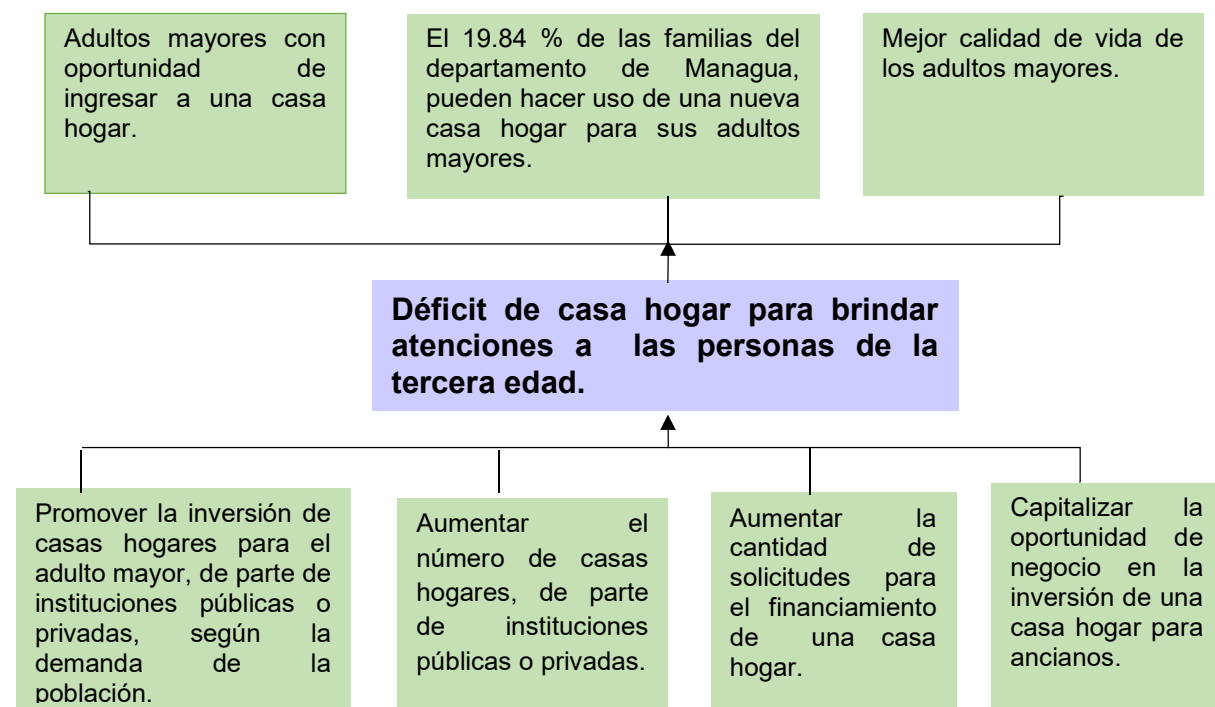 Adultos mayores con
oportunidad de
ingresar a una casa
hogar.
El 19.84 % de las familias del
departamento de Managua,
pueden hacer uso de una nueva
casa hogar para sus adultos
mayores.
Mejor calidad de vida de
los adultos mayores.
Déficit de casa hogar para brindar
atenciones a las personas de la
tercera edad.
Promover la inversión de
casas hogares para el
adulto mayor, de parte de
instituciones públicas o
privadas, según la
demanda de la
población.
Aumentar el
número de casas
hogares, de parte
de instituciones
públicas o privadas.
Aumentar la
cantidad de
solicitudes para
el financiamiento
de una casa
hogar.
Capitalizar la
oportunidad de
negocio en la
inversión de una
casa hogar para
ancianos.